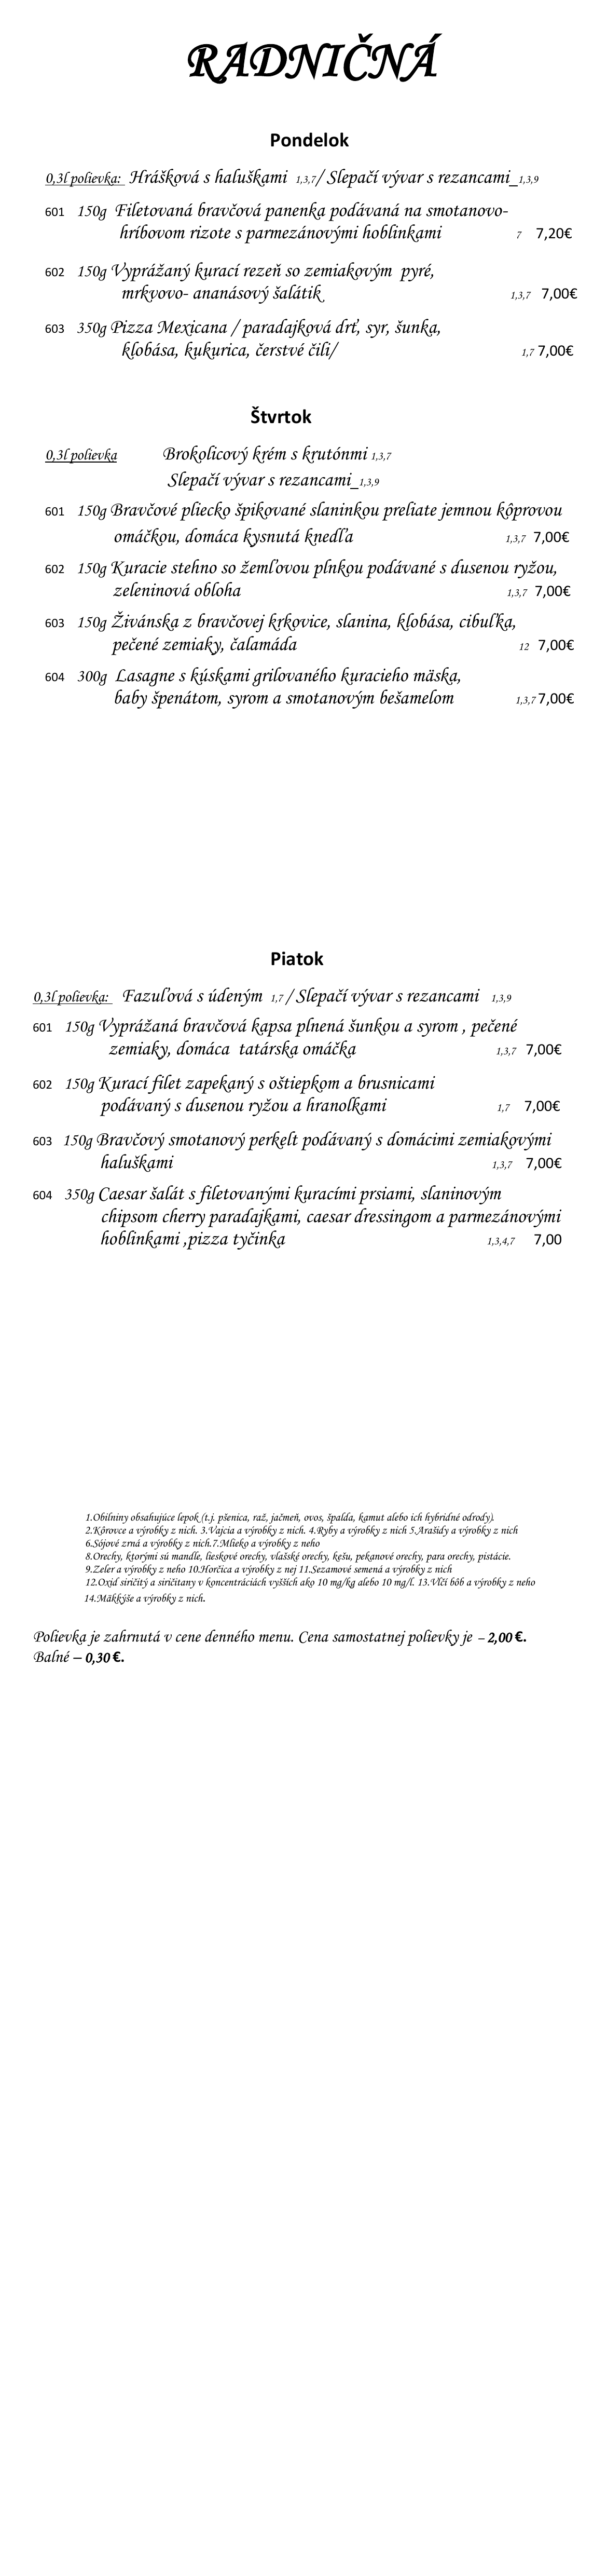 RADNIČNÁ
Pondelok
0,3l polievka: Hrášková s haluškami 1,3,7/ Slepačí vývar s rezancami_1,3,9
601 150g Filetovaná bravčová panenka podávaná na smotanovo-
hríbovom rizote s parmezánovými hoblinkami 7 7,20€
602 150g Vyprážaný kurací rezeň so zemiakovým pyré,
mrkvovo- ananásový šalátik 1,3,7 7,00€
603 350g Pizza Mexicana / paradajková drť, syr, šunka,
klobása, kukurica, čerstvé čili/ 1,7 7,00€
Štvrtok
0,3l polievka Brokolicový krém s krutónmi 1,3,7
Slepačí vývar s rezancami_1,3,9
601 150g Bravčové pliecko špikované slaninkou preliate jemnou kôprovou
omáčkou, domáca kysnutá knedľa 1,3,7 7,00€
602 150g Kuracie stehno so žemľovou plnkou podávané s dusenou ryžou,
zeleninová obloha 1,3,7 7,00€
603 150g Živánska z bravčovej krkovice, slanina, klobása, cibuľka,
pečené zemiaky, čalamáda 12 7,00€
604 300g Lasagne s kúskami grilovaného kuracieho mäska,
baby špenátom, syrom a smotanovým bešamelom 1,3,7 7,00€
Piatok
0,3l polievka: Fazuľová s údeným 1,7 / Slepačí vývar s rezancami 1,3,9
601 150g Vyprážaná bravčová kapsa plnená šunkou a syrom , pečené
zemiaky, domáca tatárska omáčka 1,3,7 7,00€
602 150g Kurací filet zapekaný s oštiepkom a brusnicami
podávaný s dusenou ryžou a hranolkami 1,7 7,00€
603 150g Bravčový smotanový perkelt podávaný s domácimi zemiakovými
haluškami 1,3,7 7,00€
604 350g Caesar šalát s filetovanými kuracími prsiami, slaninovým
chipsom cherry paradajkami, caesar dressingom a parmezánovými
hoblinkami ,pizza tyčinka 1,3,4,7 7,00
1.Obilniny obsahujúce lepok (t.j. pšenica, raž, jačmeň, ovos, špalda, kamut alebo ich hybridné odrody).
2.Kôrovce a výrobky z nich. 3.Vajcia a výrobky z nich. 4.Ryby a výrobky z nich 5.Arašidy a výrobky z nich
6.Sójové zrná a výrobky z nich.7.Mlieko a výrobky z neho
8.Orechy, ktorými sú mandle, lieskové orechy, vlašské orechy, kešu, pekanové orechy, para orechy, pistácie.
9.Zeler a výrobky z neho 10.Horčica a výrobky z nej 11.Sezamové semená a výrobky z nich
12.Oxid siričitý a siričitany v koncentráciách vyšších ako 10 mg/kg alebo 10 mg/l. 13.Vlčí bôb a výrobky z neho
14.Mäkkýše a výrobky z nich.
Polievka je zahrnutá v cene denného menu. Cena samostatnej polievky je – 2,00 €.
Balné – 0,30 €.